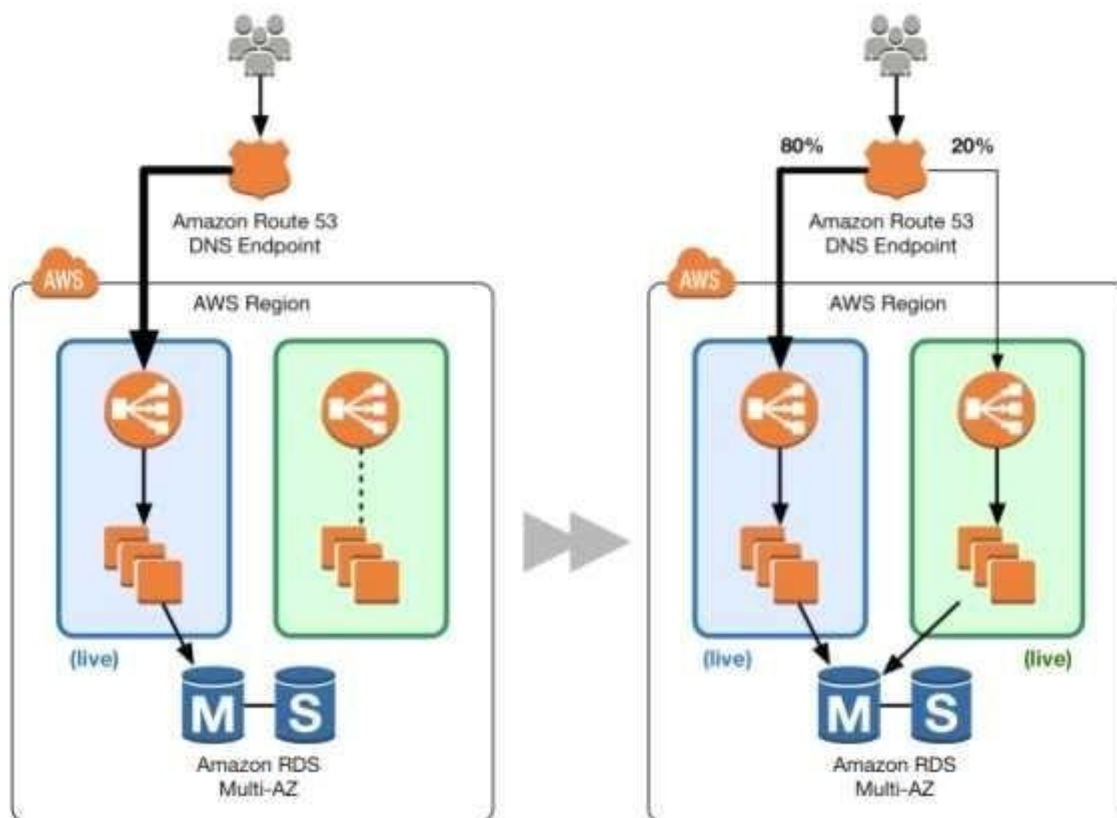 Amazon Route 53
DNS Endpoint
AWS
AWS Region
(live)
M
S
Amazon RDS
Multi-AZ
80%
20%
Amazon Route 53
DNS Endpoint
AWS
AWS Region
(live)
(live)
M
S
Amazon RDS
Multi-AZ